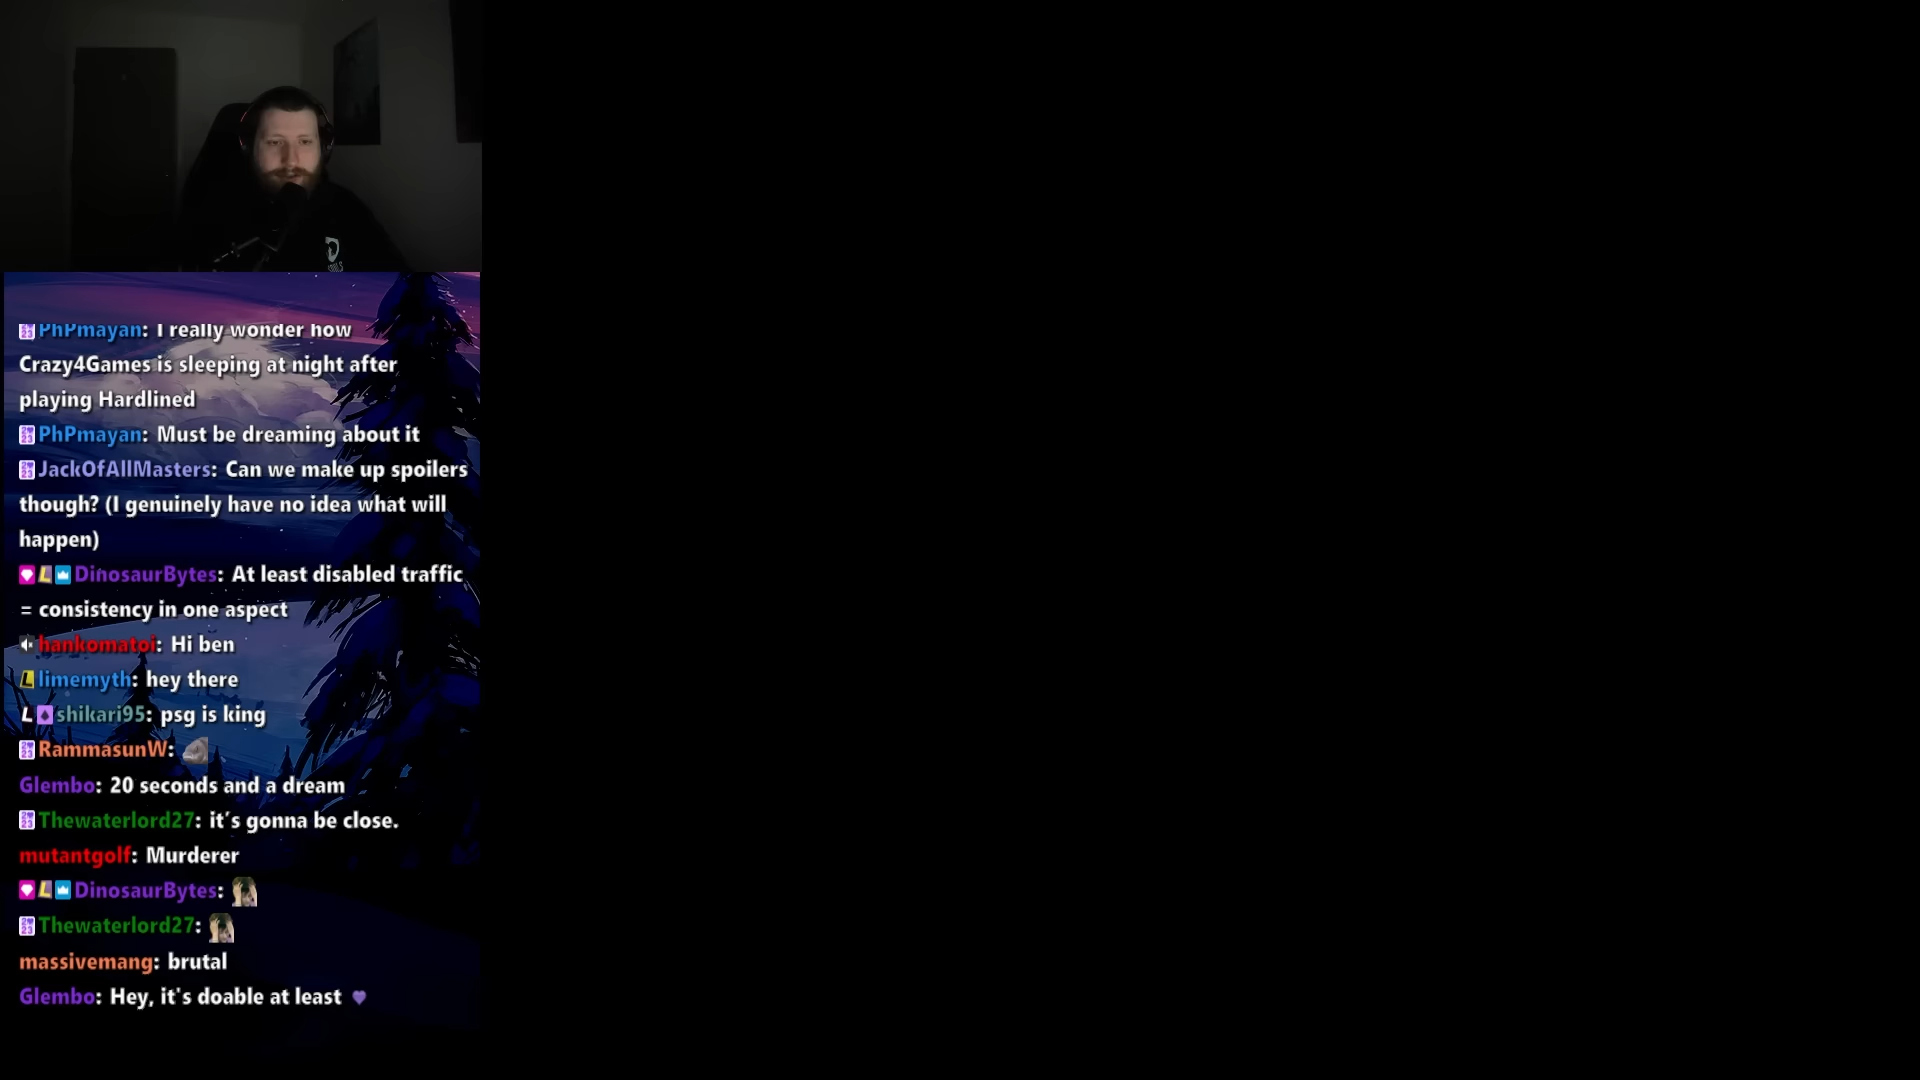 PhPmayan: I really wonder how
Crazy4Games is sleeping at night after
playing Hardlined
PhPmayan: Must be dreaming about it
JackOfAllMasters: Can we make up spoilers
though? (I genuinely have no idea what will
happen)
DinosaurBytes: At least disabled traffic
= consistency in one aspect
hankomatoi: Hi ben
limemyth: hey there
shikari95: psg is king
RammasunW:
Glembo: 20 seconds and a dream
Thewaterlord27: it's gonna be close.
mutantgolf: Murderer
DinosaurBytes:
Thewaterlord27:
massivemang: brutal
Glembo: Hey, it's doable at least